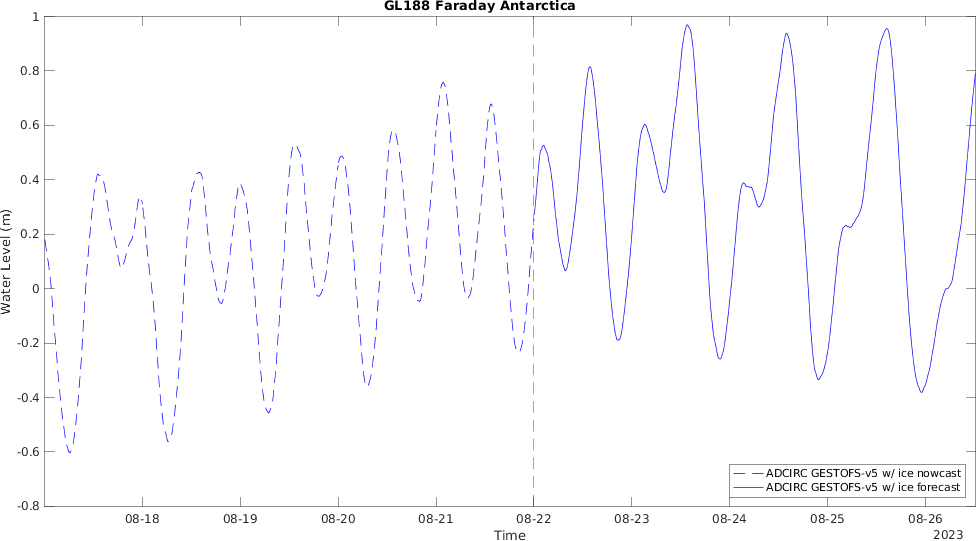 GL188 Faraday Antarctica
1
0.8
0.6
0.4
0.2
0
-0.2
-0.4
-0.6
-0.8
Water Level (m)
ADCIRC GESTOFS-v5 w/ ice nowcast
ADCIRC GESTOFS-v5 w/ ice forecast
08-18 08-19 08-20 08-21 08-22 08-23 08-24 08-25 08-26
Time
2023